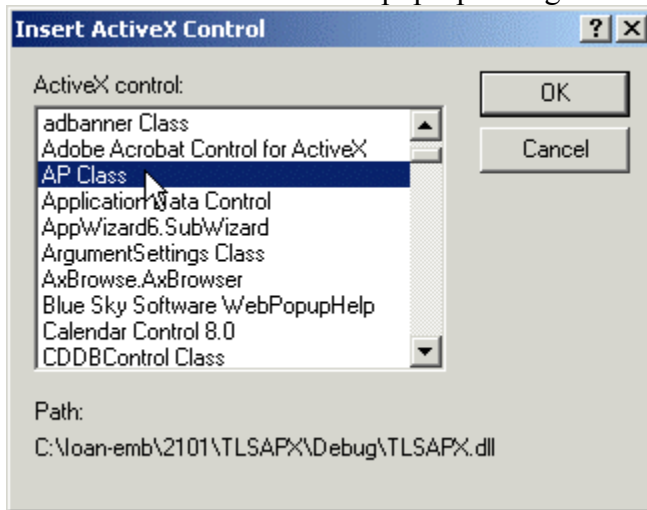 Insert ActiveX Control
ActiveX control:
OK
Cancel
adbanner Class
Adobe Acrobat Control for ActiveX
AP Class
Application Data Control
AppWizard6.SubWizard
ArgumentSettings Class
AxBrowse.AxBrowser
Blue Sky Software WebPopupHelp
Calendar Control 8.0
CDDBControl Class
Path:
C:\loan-emb\2101\TLSAPX\Debug\TLSAPX.dll